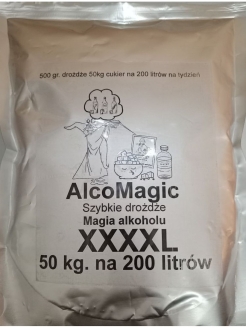 500 gr. drożdże 50kg cukier na 200 litrów na tydzień
AlcoMagic
Szybkie drożdże
Magia alkoholu
XXXXL
50 kg. na 200 litrów